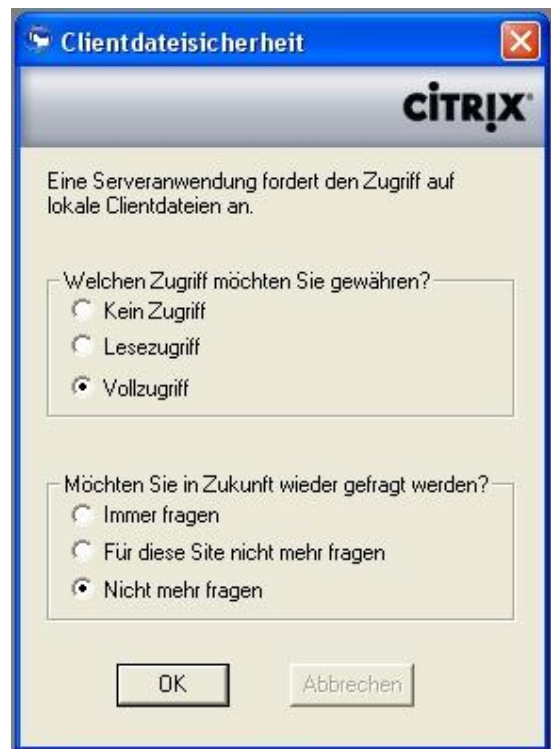 Clientdateisicherheit
CITRIX
Eine Serveranwendung fordert den Zugriff auf
lokale Clientdateien an.
Welchen Zugriff möchten Sie gewähren?
Kein Zugriff
Lesezugriff
Vollzugriff
Möchten Sie in Zukunft wieder gefragt werden?
Immer fragen
Für diese Site nicht mehr fragen
Nicht mehr fragen
OK
Abbrechen